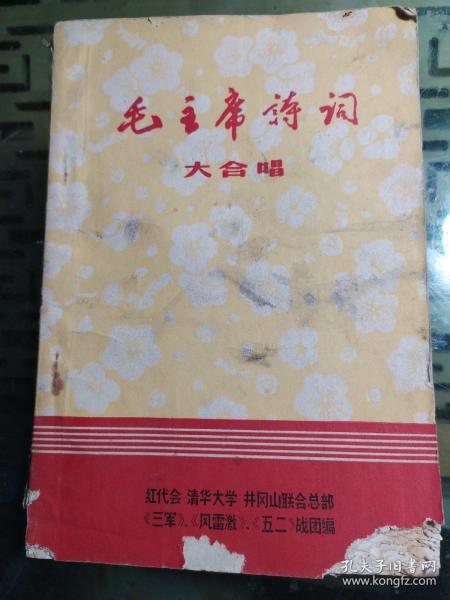 毛主席诗词
大合唱
红代会 清华大学 井冈山联合总部
《三军》、《风雷激》、《五二》战团编
孔夫子旧书网
www.kongfz.com